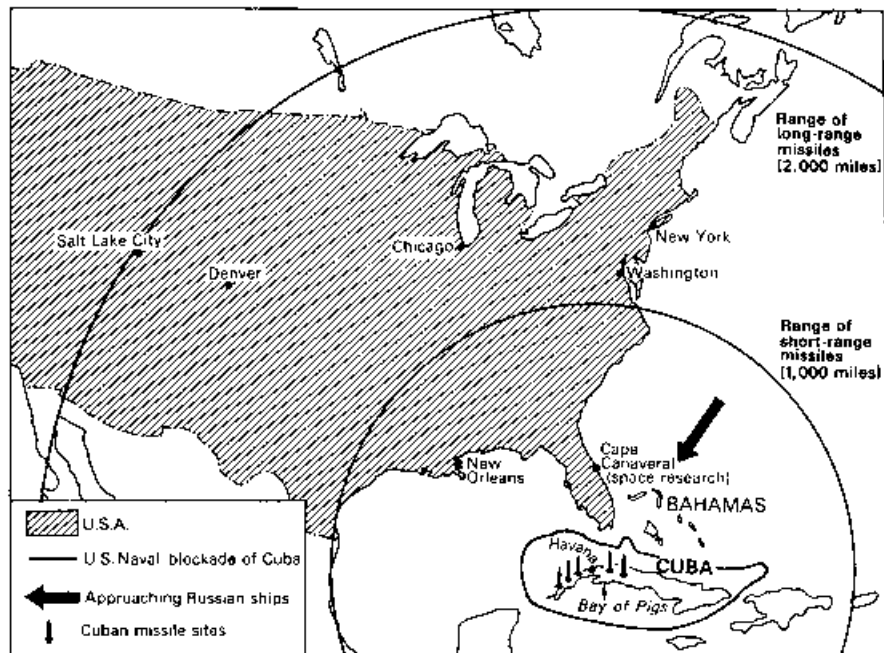 Range of
long-range
missiles
[2,000 miles]
Salt Lake City
Chicago
New York
Denver
Washington
Range of
short-range
missiles
[1,000 miles]
New
Orleans
Cape
Canaveral
(space research)
BAHAMAS
Havana
CUBA
Bay of Pigs
U.S.A.
U.S. Naval blockade of Cuba
Approaching Russian ships
Cuban missile sites